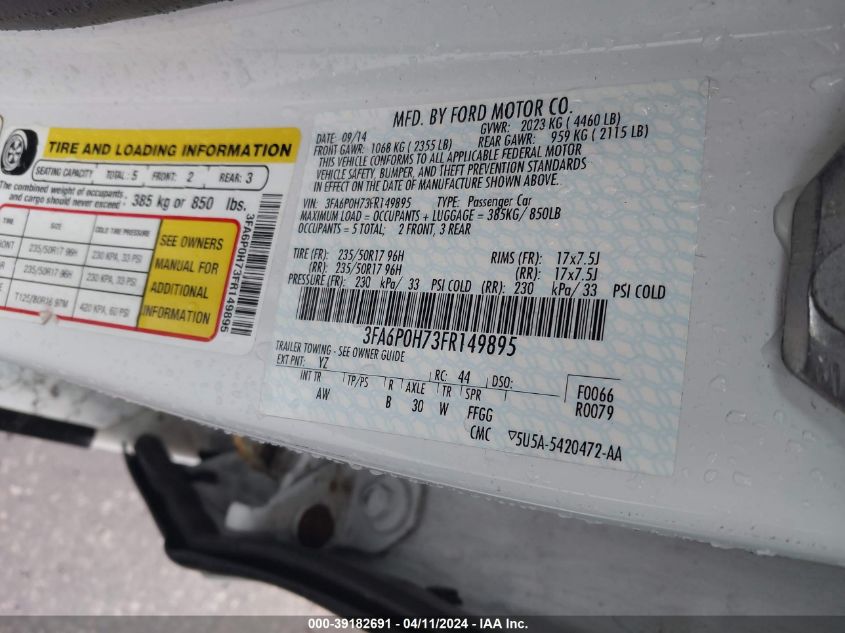 TIRE AND LOADING INFORMATION
SEATING CAPACITY TOTAL: 5 FRONT: 2 REAR: 3
The combined weight of occupants
and cargo should never exceed 385 kg or 850 lbs.
TIRE SIZE COLD TIRE PRESSURE
235/50R17 96H 230 KPA, 33 PSI
235/50R17 96H 230 KPA, 33 PSI
T125/80R16 97M 420 KPA, 60 PSI
SEE OWNERS
MANUAL FOR
ADDITIONAL
INFORMATION
3FA6P0H73FR149895
MFD. BY FORD MOTOR CO.
DATE: 09/14 GVWR: 2023 KG ( 4460 LB)
FRONT GAWR: 1068 KG ( 2355 LB) REAR GAWR: 959 KG ( 2115 LB)
THIS VEHICLE CONFORMS TO ALL APPLICABLE FEDERAL MOTOR
VEHICLE SAFETY, BUMPER, AND THEFT PREVENTION STANDARDS
IN EFFECT ON THE DATE OF MANUFACTURE SHOWN ABOVE.
VIN: 3FA6P0H73FR149895 TYPE: Passenger Car
MAXIMUM LOAD = OCCUPANTS + LUGGAGE = 385KG/ 850LB
OCCUPANTS = 5 TOTAL: 2 FRONT, 3 REAR
TIRE (FR): 235/50R17 96H RIMS (FR): 17x7.5J
(RR): 235/50R17 96H (RR): 17x7.5J
PRESSURE (FR): 230 kPa/ 33 PSI COLD (RR): 230 kPa/ 33 PSI COLD
3FA6P0H73FR149895
TRAILER TOWING - SEE OWNER GUIDE
EXT PNT: YZ RC: 44 DSO: F0066
INT TR TP/PS R AXLE TR SPR R0079
AW B 30 W FFGG
CMC 5U5A-5420472-AA
000-39182691 - 04/11/2024 - IAA Inc.